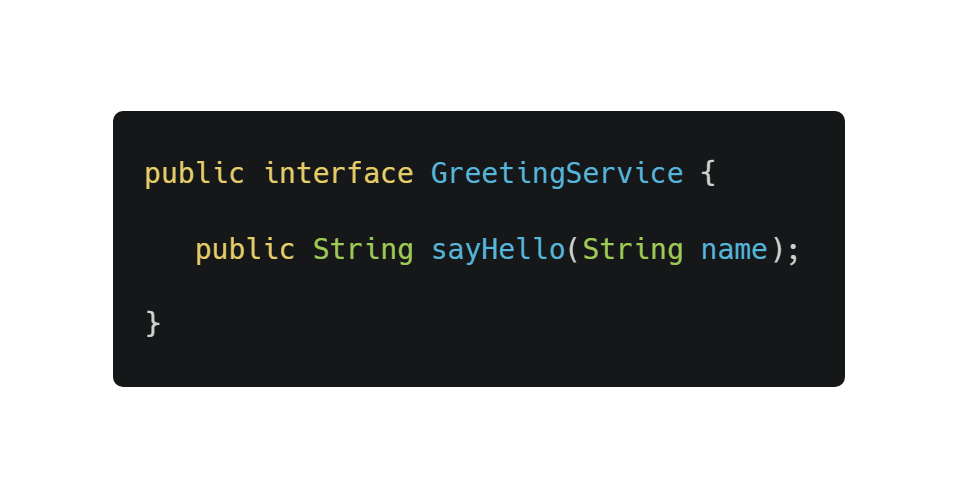 public interface GreetingService {
public String sayHello(String name);
}